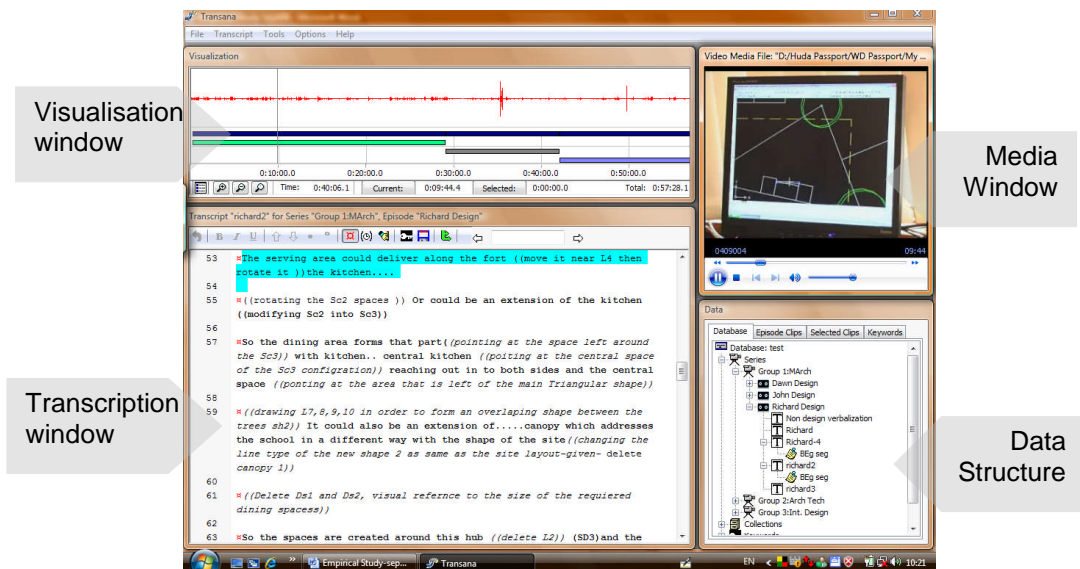 Transana
File Transcript Tools Options Help
Visualization
0:10:00.0 0:20:00.0 0:30:00.0 0:40:00.0 0:50:00.0
Time: 0:40:06.1 Current: 0:09:44.4 Selected: 0:00:00.0 Total: 0:57:28.1
Visualisation
window
Video Media File: "D:/Huda Passport/WD Passport/My ...
0409004 09:44
Media
Window
Transcript "richard2" for Series "Group 1:MArch", Episode "Richard Design"
B I U
53 ¤The serving area could deliver along the fort ((move it near L4 then
rotate it ))the kitchen....
54
55 ¤((rotating the Sc2 spaces )) Or could be an extension of the kitchen
((modifying Sc2 into Sc3))
56
57 ¤So the dining area forms that part((pointing at the space left around
the Sc3)) with kitchen.. central kitchen ((poiting at the central space
of the Sc3 configration)) reaching out in to both sides and the central
space ((ponting at the area that is left of the main Triangular shape))
58
59 ¤((drawing L7,8,9,10 in order to form an overlaping shape between the
trees sh2)) It could also be an extension of.....canopy which addresses
the school in a different way with the shape of the site((changing the
line type of the new shape 2 as same as the site layout-given- delete
canopy 1))
60
61 ¤((Delete Ds1 and Ds2, visual refernce to the size of the requiered
dining spacess))
62
63 ¤So the spaces are created around this hub ((delete L2)) (SD3)and the
Transcription
window
Data
Database Episode Clips Selected Clips Keywords
Database: test
Series
Group 1:MArch
Dawn Design
John Design
Richard Design
Non design verbalization
Richard
Richard-4
BEg seg
richard2
BEg seg
richard3
Group 2:Arch Tech
Group 3:Int. Design
Collections
Keywords
Data
Structure
Empirical Study-sep... Transana EN 10:21